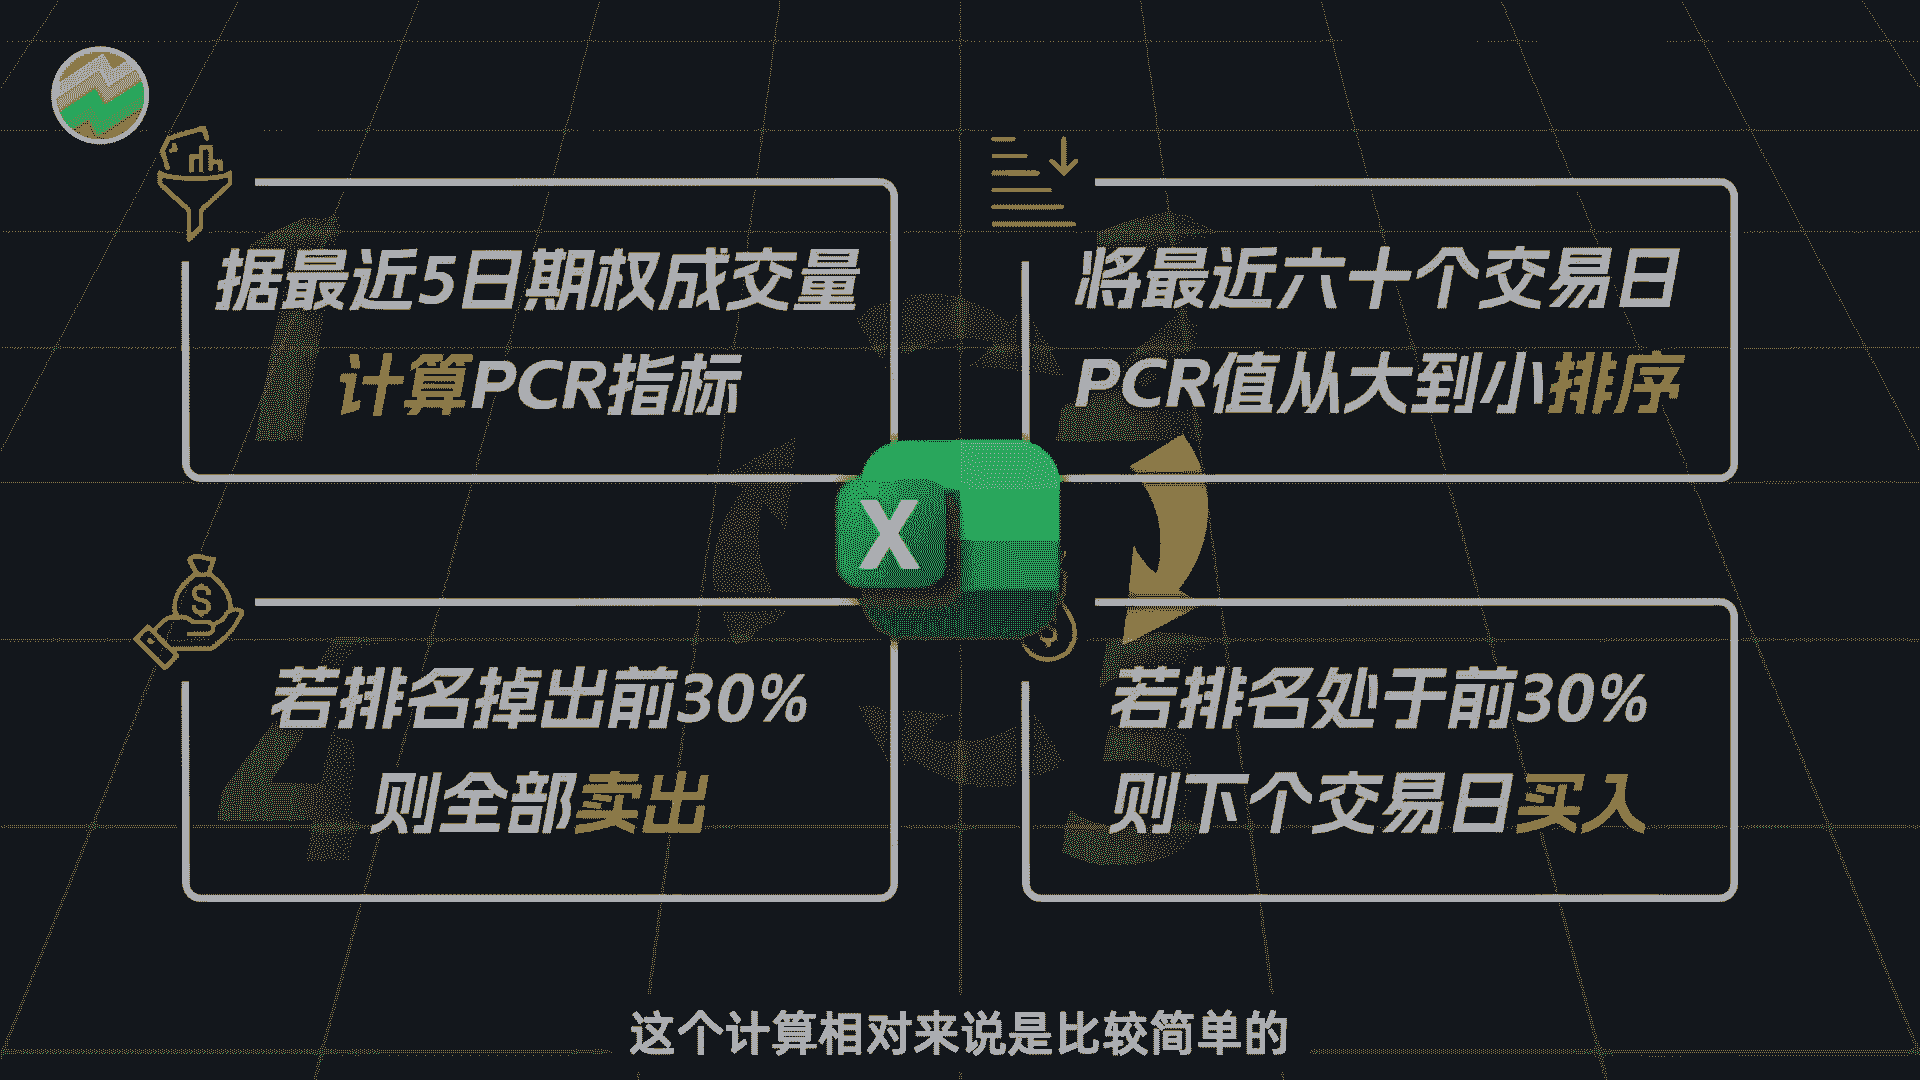 据最近5日期权成交量
计算PCR指标
将最近六十个交易日
PCR值从大到小排序
若排名掉出前30%
则全部卖出
若排名处于前30%
则下个交易日买入
1
2
3
4
X
$
这个计算相对来说是比较简单的